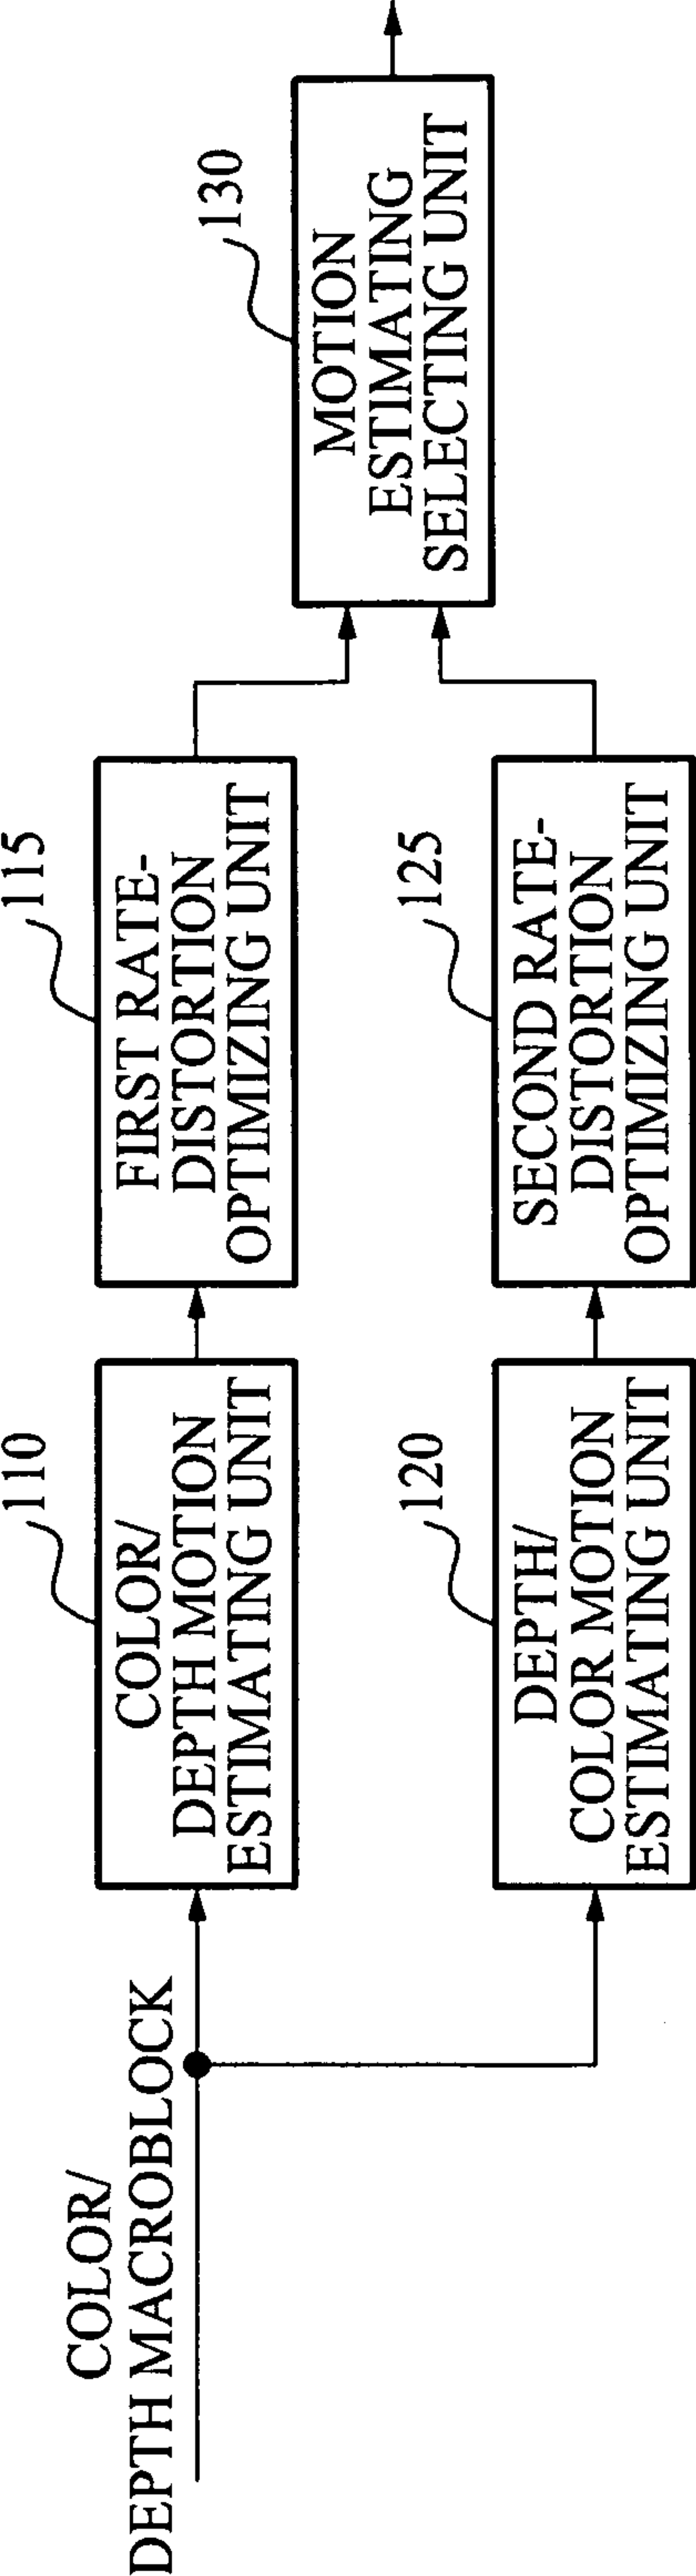 COLOR/
DEPTH MACROBLOCK
110
COLOR/
DEPTH MOTION
ESTIMATING UNIT
115
FIRST RATE-
DISTORTION
OPTIMIZING UNIT
120
DEPTH/
COLOR MOTION
ESTIMATING UNIT
125
SECOND RATE-
DISTORTION
OPTIMIZING UNIT
130
MOTION
ESTIMATING
SELECTING UNIT